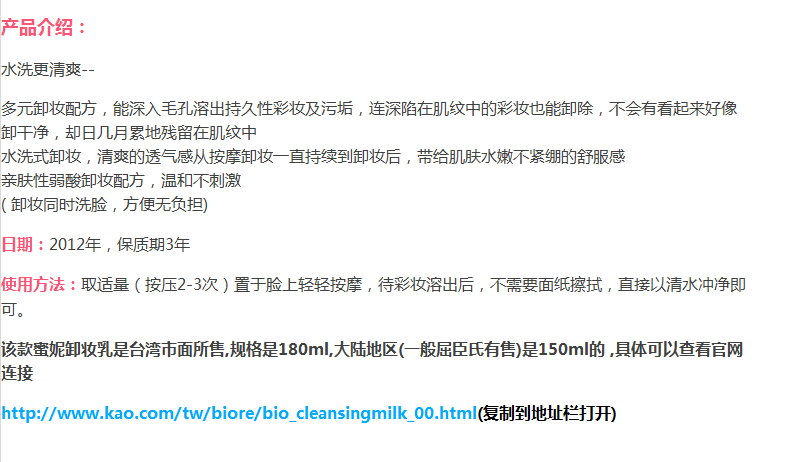 产品介绍：
水洗更清爽--
多元卸妆配方，能深入毛孔溶出持久性彩妆及污垢，连深陷在肌纹中的彩妆也能卸除，不会有看起来好像
卸干净，却日几月累地残留在肌纹中
水洗式卸妆，清爽的透气感从按摩卸妆一直持续到卸妆后，带给肌肤水嫩不紧绷的舒服感
亲肤性弱酸卸妆配方，温和不刺激
( 卸妆同时洗脸，方便无负担)
日期：2012年，保质期3年
使用方法：取适量（按压2-3次）置于脸上轻轻按摩，待彩妆溶出后，不需要面纸擦拭，直接以清水冲净即
可。
该款蜜妮卸妆乳是台湾市面所售,规格是180ml,大陆地区(一般屈臣氏有售)是150ml的 ,具体可以查看官网
连接
http://www.kao.com/tw/biore/bio_cleansingmilk_00.html(复制到地址栏打开)